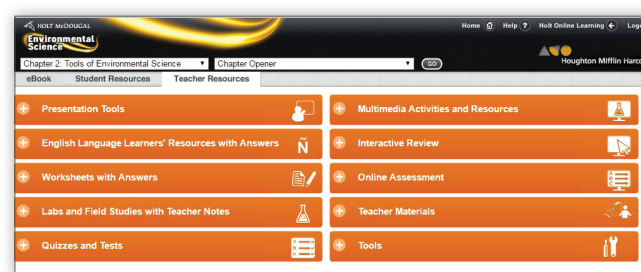 HOLT McDOUGAL
Home Help ? Holt Online Learning
Environmental
Science
Houghton Mifflin
Chapter 2: Tools of Environmental Science Chapter Opener GO
eBook Student Resources Teacher Resources
Presentation Tools
Multimedia Activities and Resources
English Language Learners' Resources with Answers Ñ
Interactive Review
Worksheets with Answers
Online Assessment
Labs and Field Studies with Teacher Notes
Teacher Materials
Quizzes and Tests
Tools